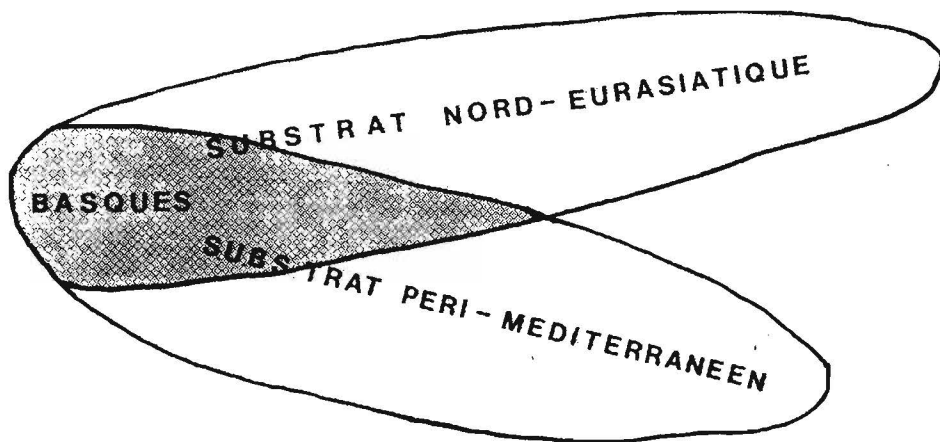 SUBSTRAT NORD-EURASIATIQUE
BASQUES
SUBSTRAT PERI-MEDITERRANEEN